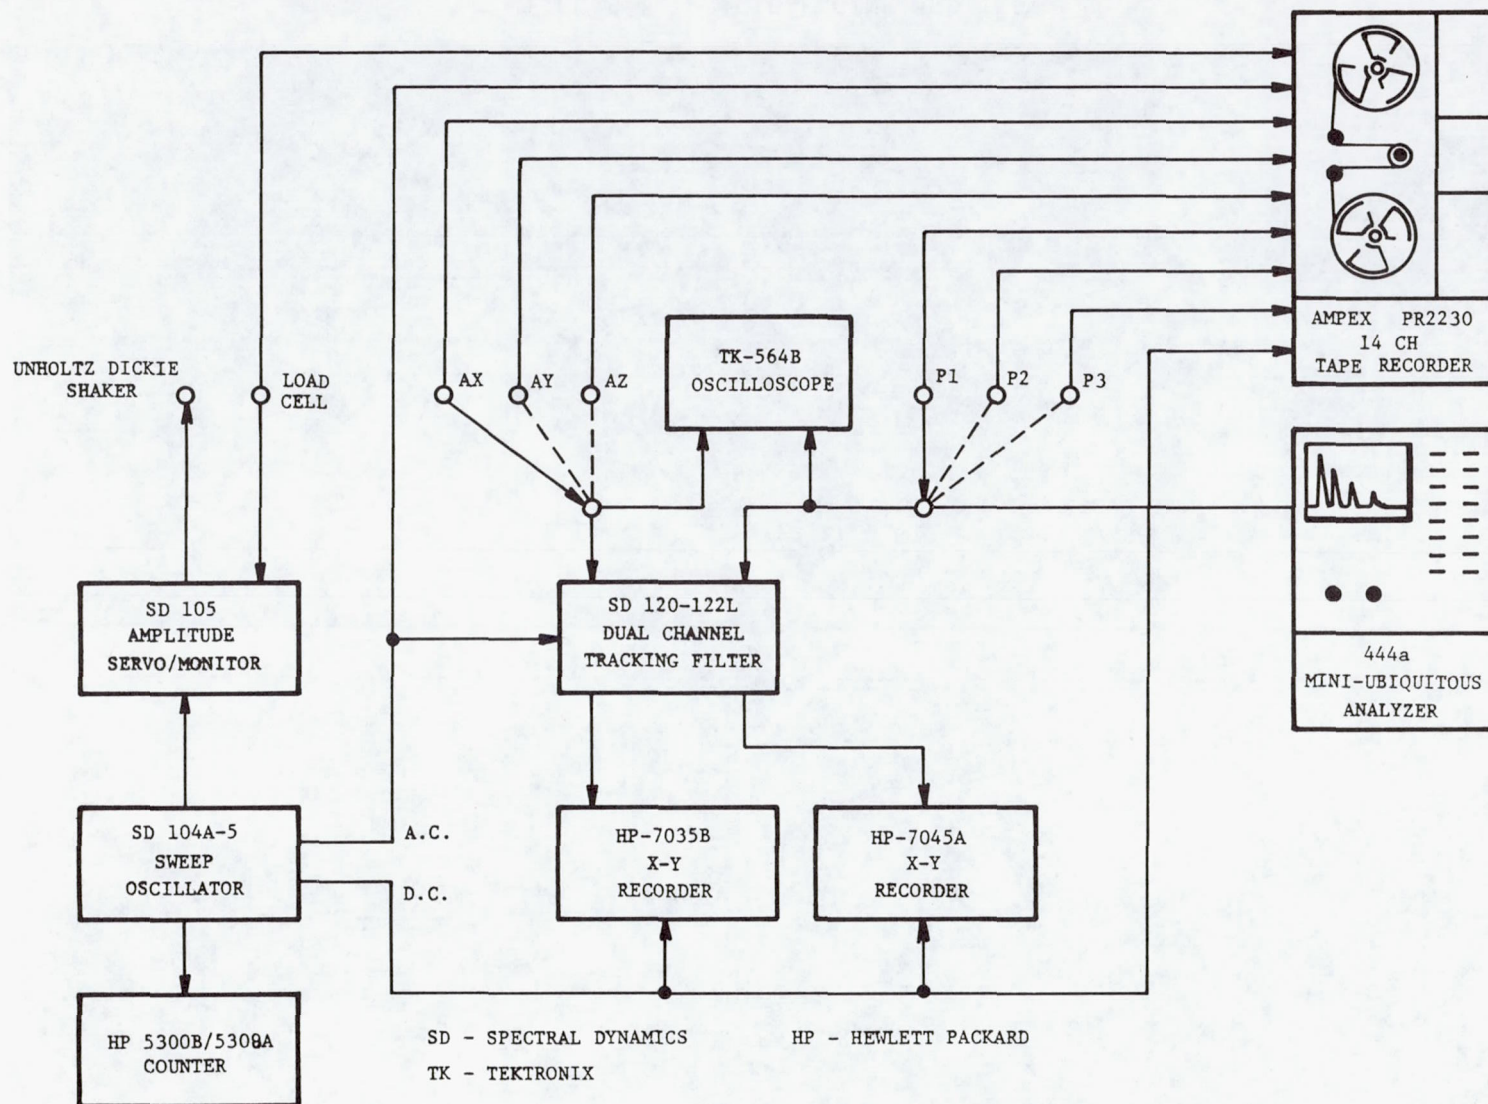 AMPEX PR2230
14 CH
TAPE RECORDER
UNHOLTZ DICKIE
SHAKER
LOAD
CELL
AX
AY
AZ
TK-564B
OSCILLOSCOPE
P1
P2
P3
SD 105
AMPLITUDE
SERVO/MONITOR
SD 120-122L
DUAL CHANNEL
TRACKING FILTER
444a
MINI-UBIQUITOUS
ANALYZER
SD 104A-5
SWEEP
OSCILLATOR
A.C.
D.C.
HP-7035B
X-Y
RECORDER
HP-7045A
X-Y
RECORDER
HP 5300B/5308A
COUNTER
SD - SPECTRAL DYNAMICS
HP - HEWLETT PACKARD
TK - TEKTRONIX